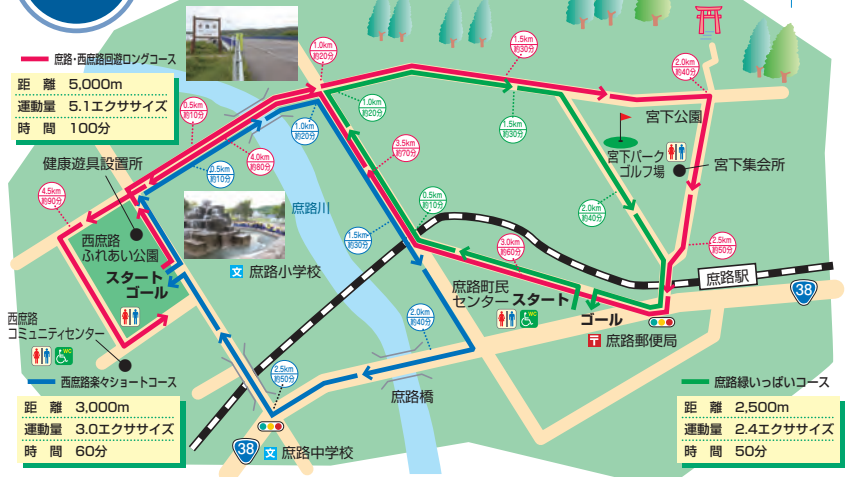 庶路・西庶路回遊ロングコース
距 離 5,000m
運動量 5.1エクササイズ
時 間 100分
健康遊具設置所
西庶路
ふれあい公園
スタート
ゴール
西庶路
コミュニティセンター
WC
西庶路楽々ショートコース
距 離 3,000m
運動量 3.0エクササイズ
時 間 60分
0.5km
約10分
1.0km
約20分
1.5km
約30分
2.0km
約40分
2.5km
約50分
3.0km
約60分
3.5km
約70分
4.0km
約80分
4.5km
約90分
0.5km
約10分
1.0km
約20分
1.5km
約30分
2.0km
約40分
2.5km
約50分
0.5km
約10分
1.0km
約20分
1.5km
約30分
2.0km
約40分
庶路川
文 庶路小学校
宮下公園
宮下パーク
ゴルフ場
宮下集会所
庶路駅
38
庶路町民
センター
スタート
WC
ゴール
〒 庶路郵便局
庶路橋
38
文 庶路中学校
庶路緑いっぱいコース
距 離 2,500m
運動量 2.4エクササイズ
時 間 50分